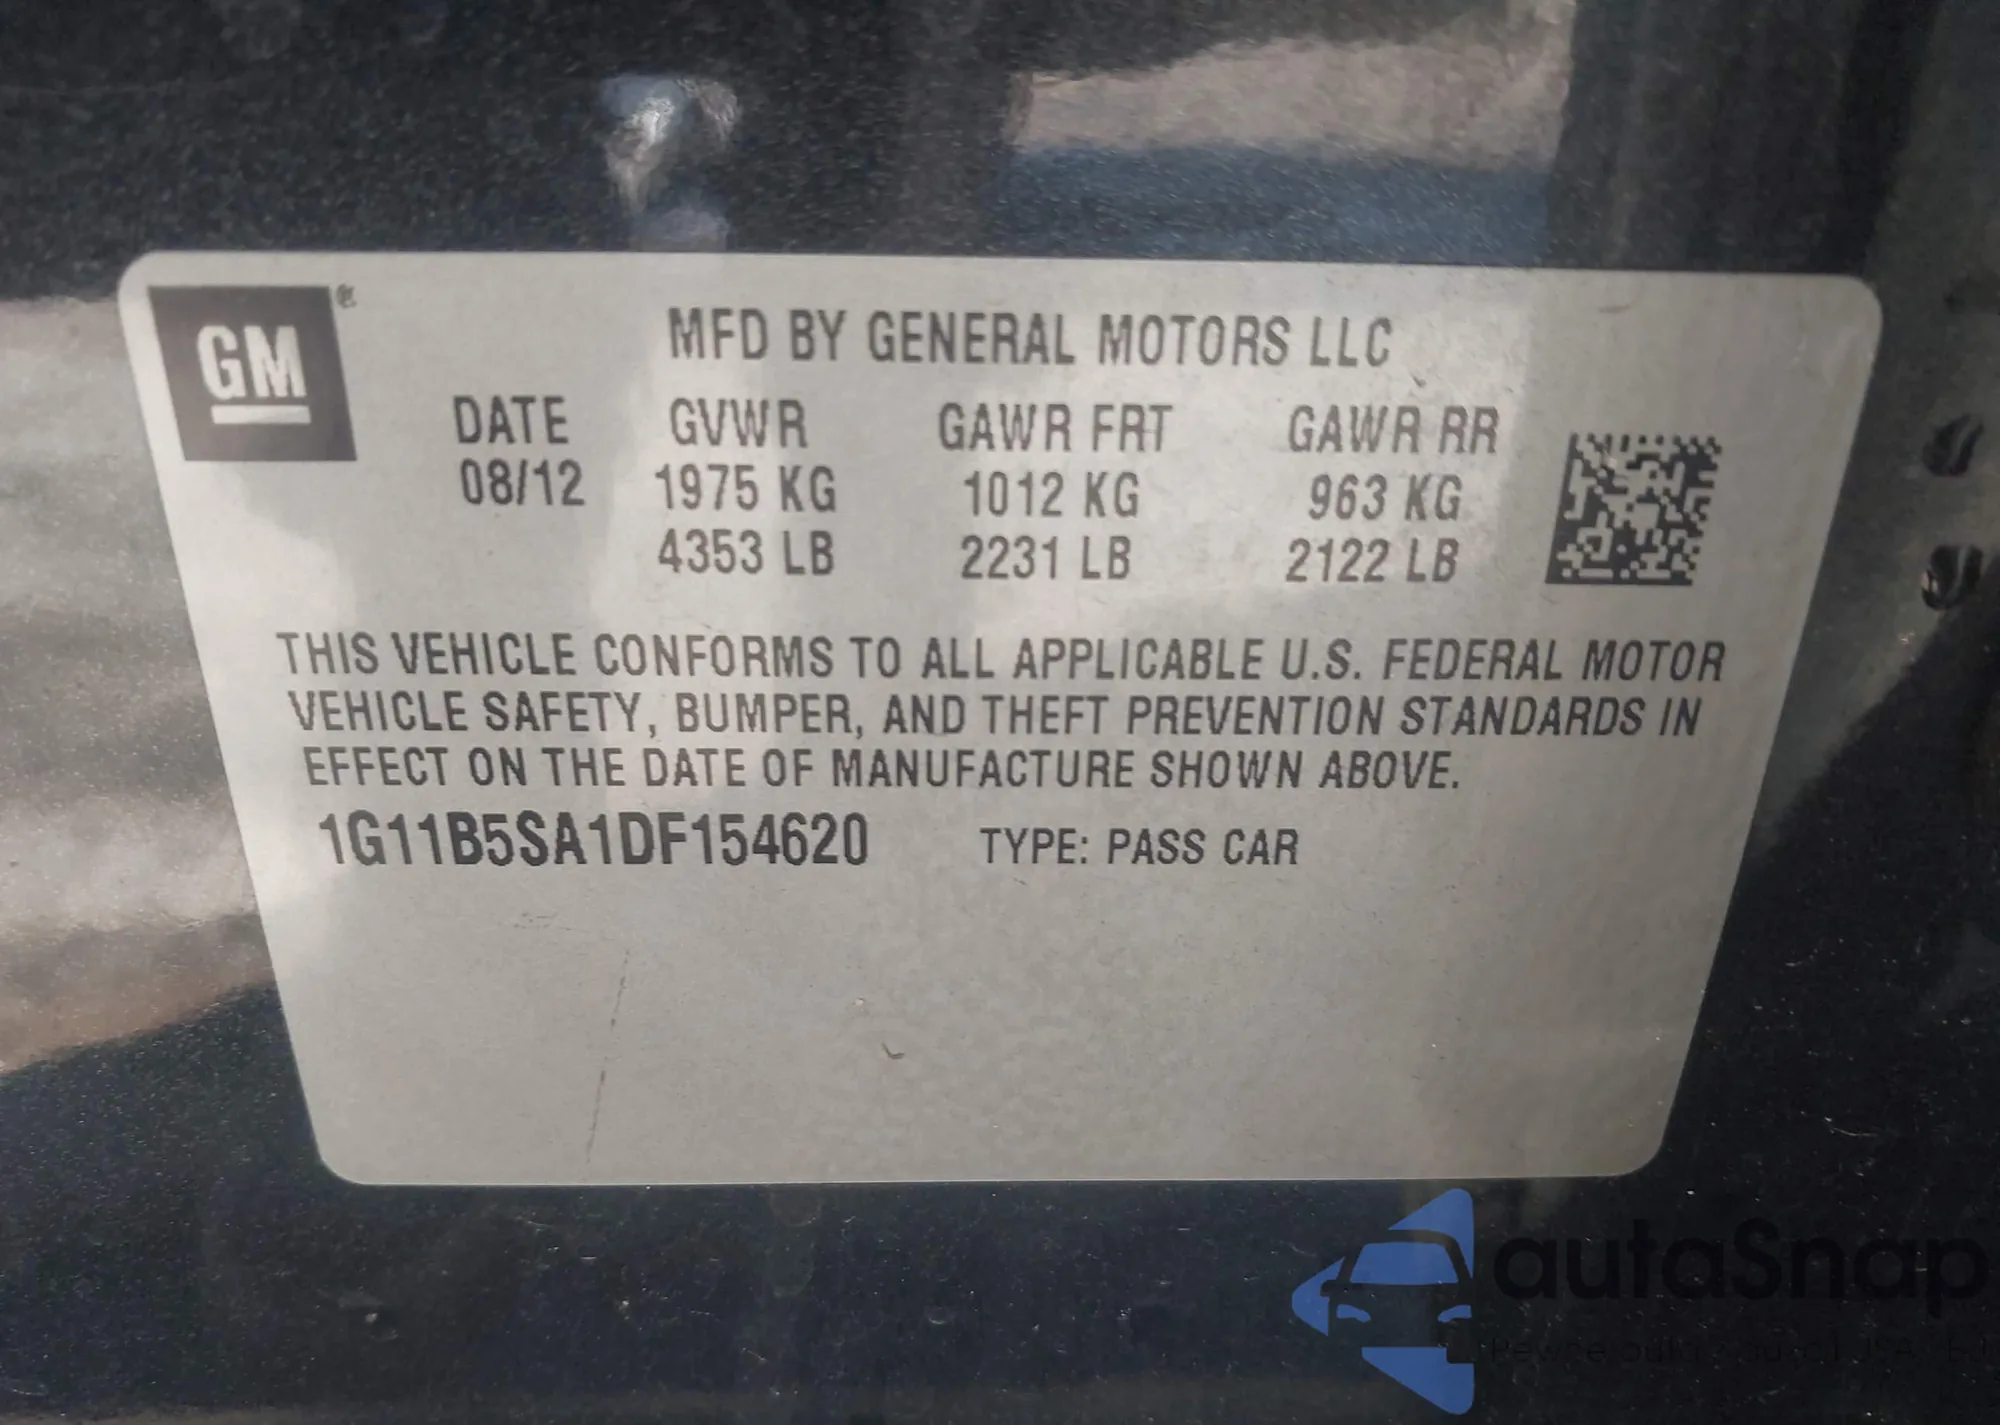 GM ®
MFD BY GENERAL MOTORS LLC
DATE GVWR GAWR FRT GAWR RR
08/12 1975 KG 1012 KG 963 KG
4353 LB 2231 LB 2122 LB
THIS VEHICLE CONFORMS TO ALL APPLICABLE U.S. FEDERAL MOTOR
VEHICLE SAFETY, BUMPER, AND THEFT PREVENTION STANDARDS IN
EFFECT ON THE DATE OF MANUFACTURE SHOWN ABOVE.
1G11B5SA1DF154620 TYPE: PASS CAR
autaSnap